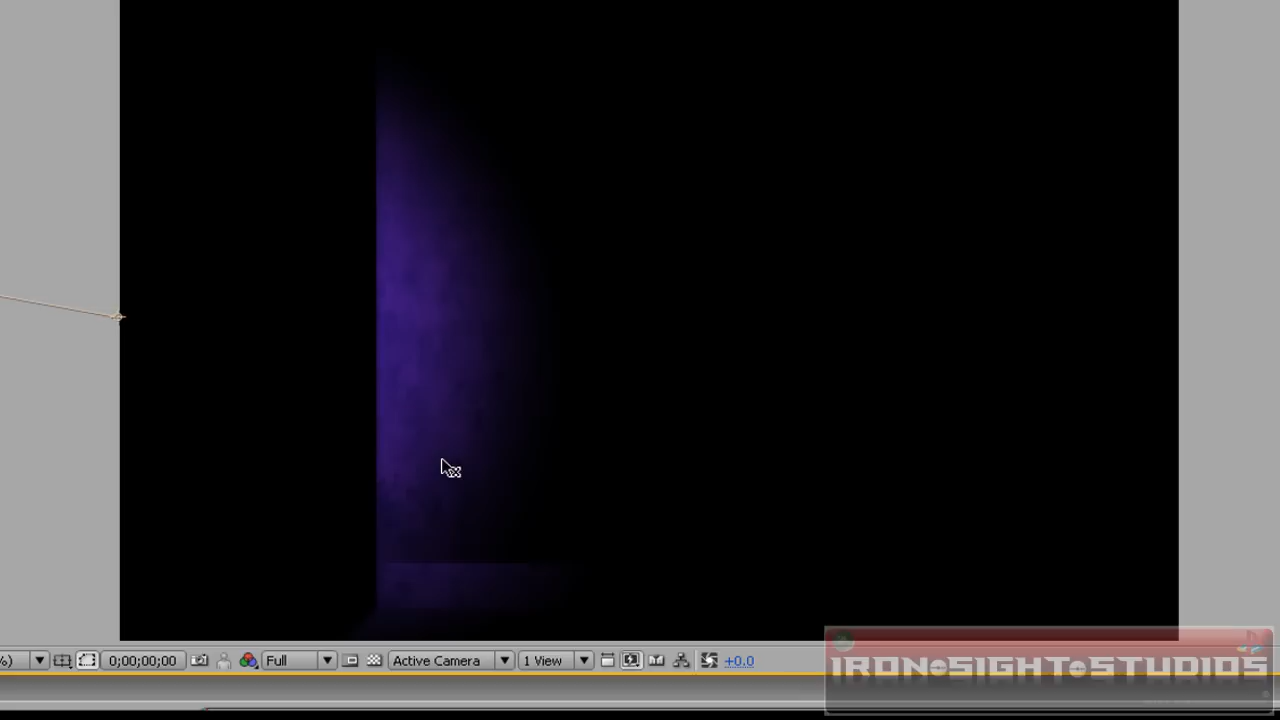 %)
0;00;00;00
Full
Active Camera
1 View
+0.0
IRON•SIGHT•STUDIOS